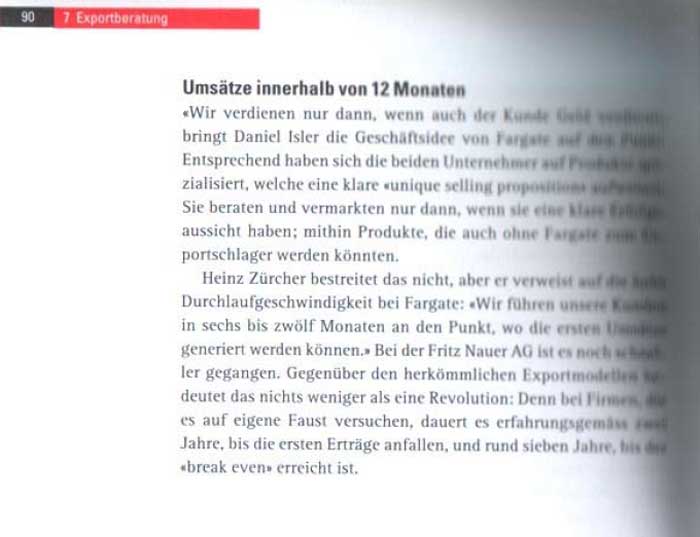 90 7 Exportberatung
Umsätze innerhalb von 12 Monaten
«Wir verdienen nur dann, wenn auch der Kunde Geld
bringt Daniel Isler die Geschäftsidee von Fargate auf den Punkt.
Entsprechend haben sich die beiden Unternehmer auf Produkte
zialisiert, welche eine klare «unique selling proposition»
Sie beraten und vermarkten nur dann, wenn sie eine klare
aussicht haben; mithin Produkte, die auch ohne Fargate zum
portschlager werden könnten.
Heinz Zürcher bestreitet das nicht, aber er verweist auf die hohe
Durchlaufgeschwindigkeit bei Fargate: «Wir führen unsere Kunden
in sechs bis zwölf Monaten an den Punkt, wo die ersten Umsätze
generiert werden können.» Bei der Fritz Nauer AG ist es noch schnel-
ler gegangen. Gegenüber den herkömmlichen Exportmodellen be-
deutet das nichts weniger als eine Revolution: Denn bei Firmen, die
es auf eigene Faust versuchen, dauert es erfahrungsgemäss zwei
Jahre, bis die ersten Erträge anfallen, und rund sieben Jahre, bis der
«break even» erreicht ist.